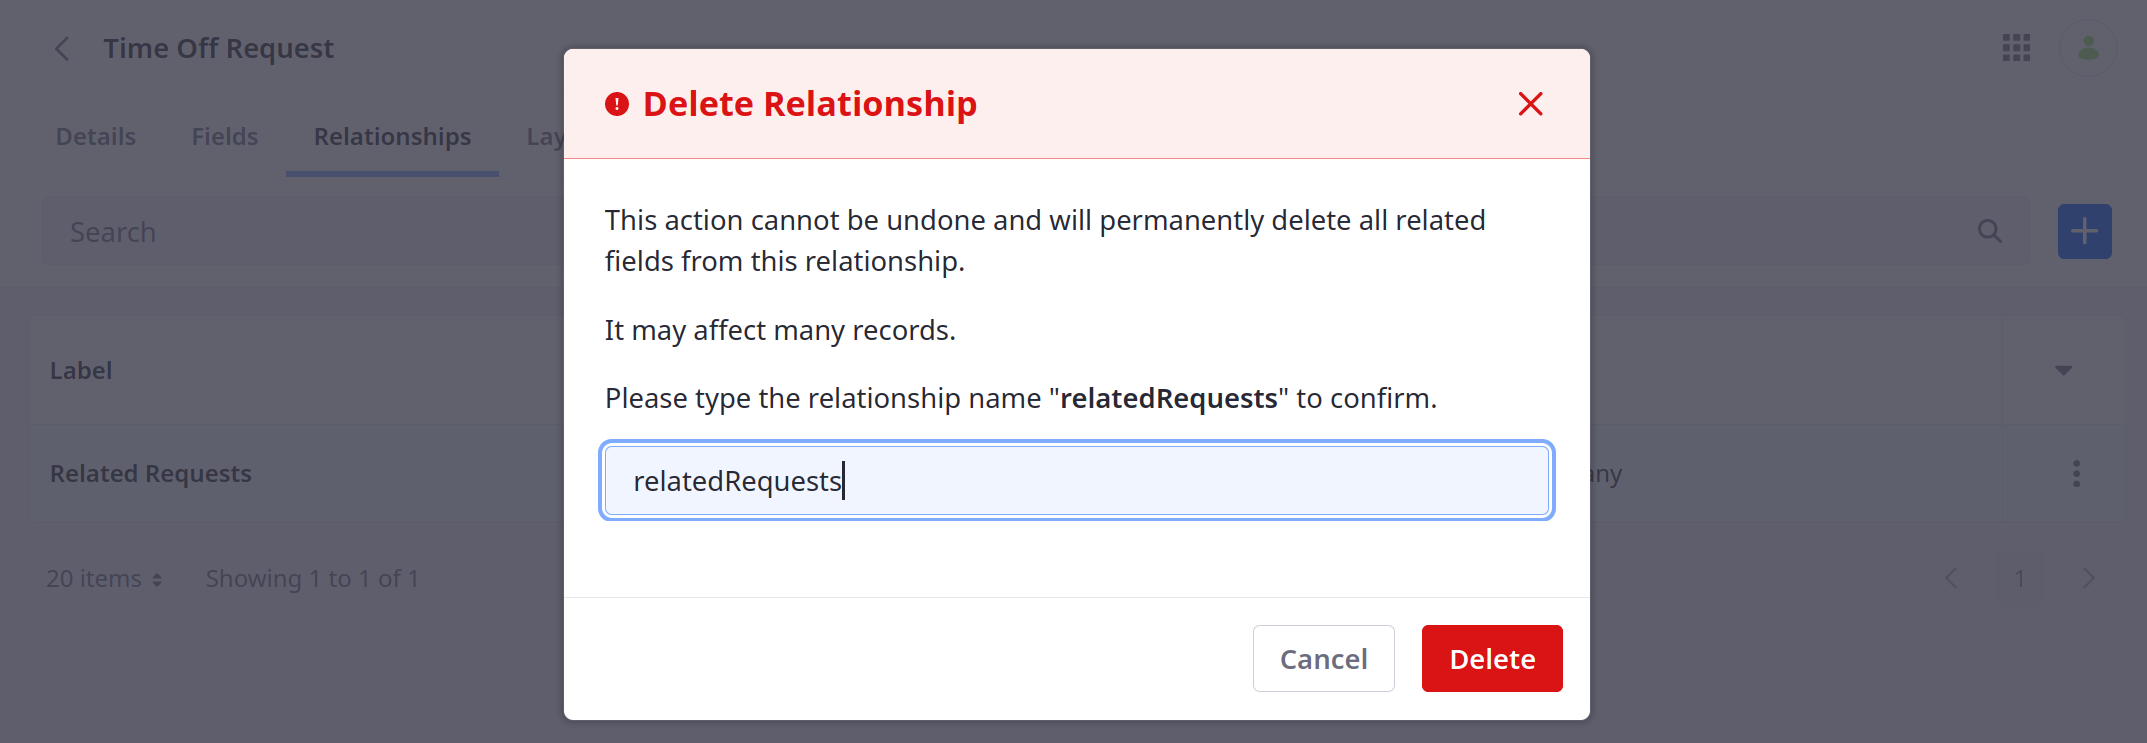 Time Off Request
Details Fields Relationships Lay
Search
Label
Related Requests
any
20 items Showing 1 to 1 of 1
1
Delete Relationship
This action cannot be undone and will permanently delete all related
fields from this relationship.
It may affect many records.
Please type the relationship name "relatedRequests" to confirm.
relatedRequests
Cancel Delete